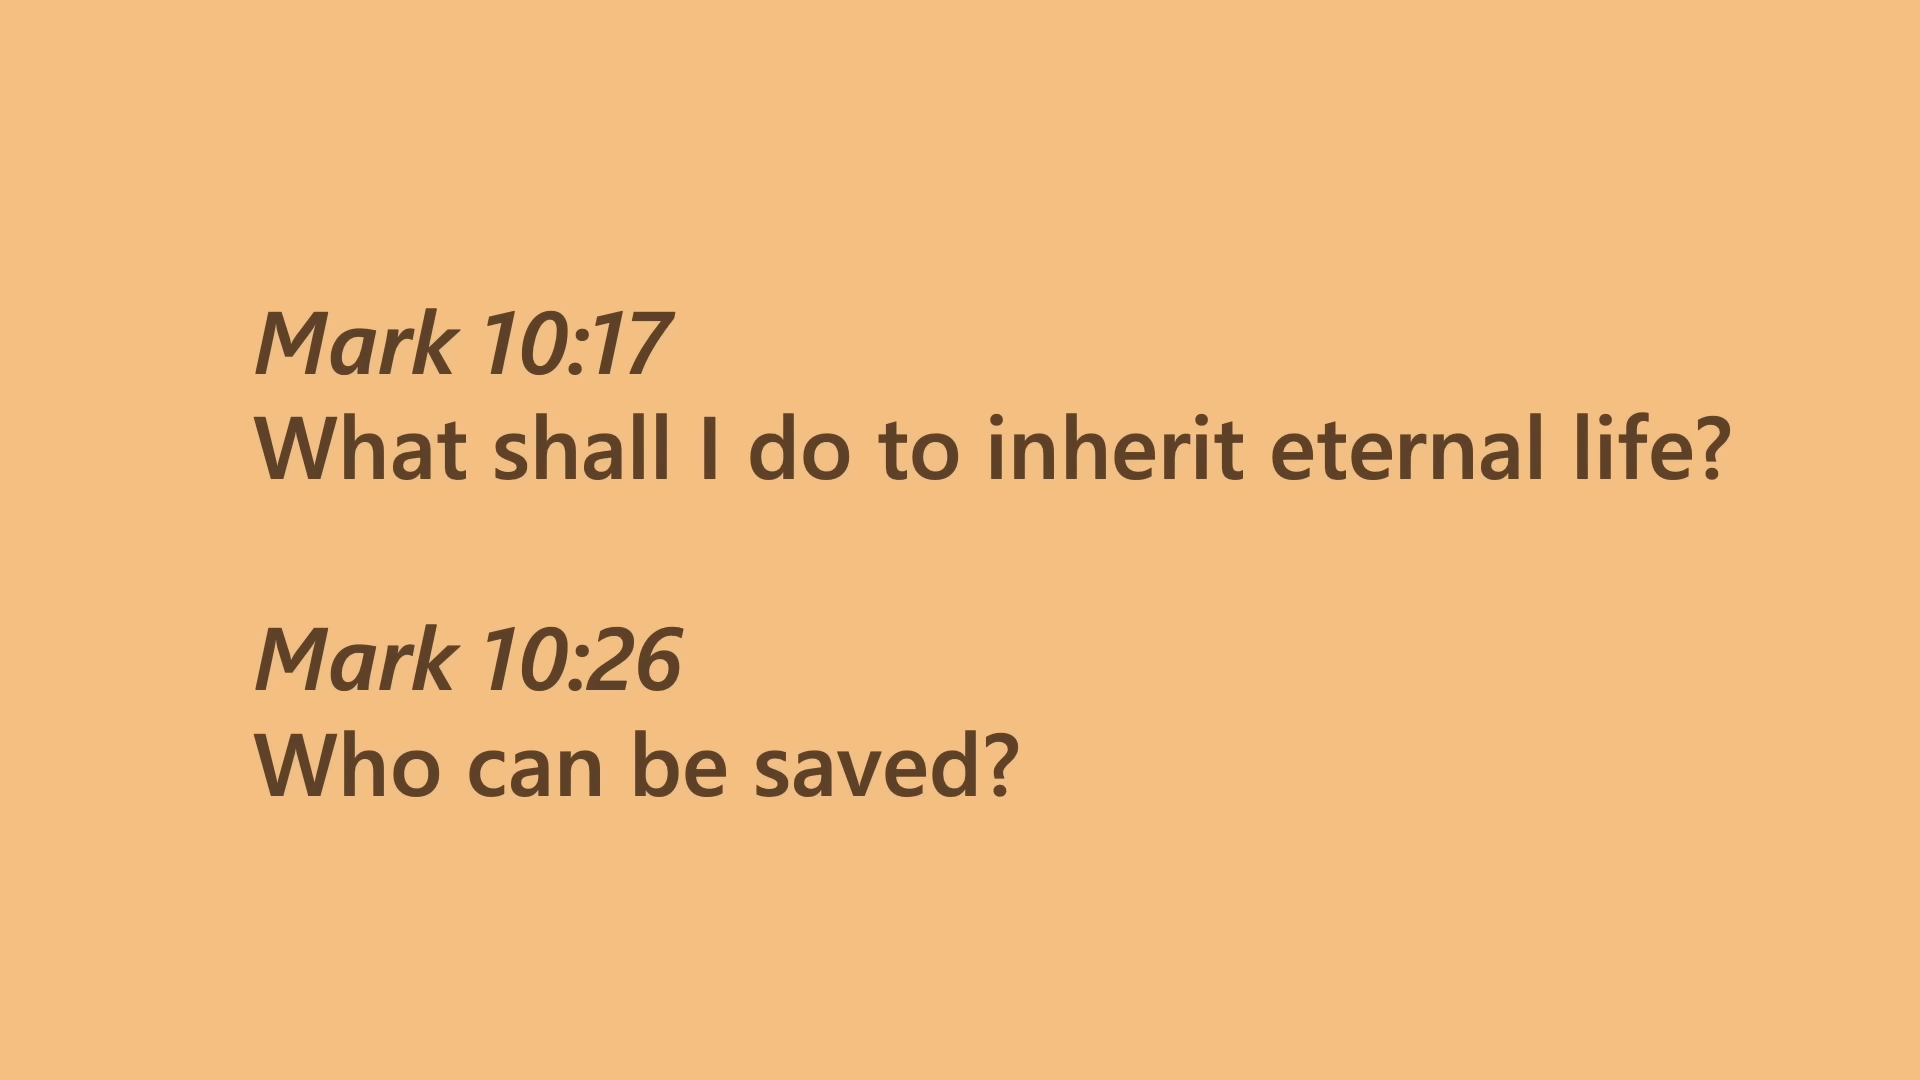 Mark 10:17
What shall I do to inherit eternal life?
Mark 10:26
Who can be saved?